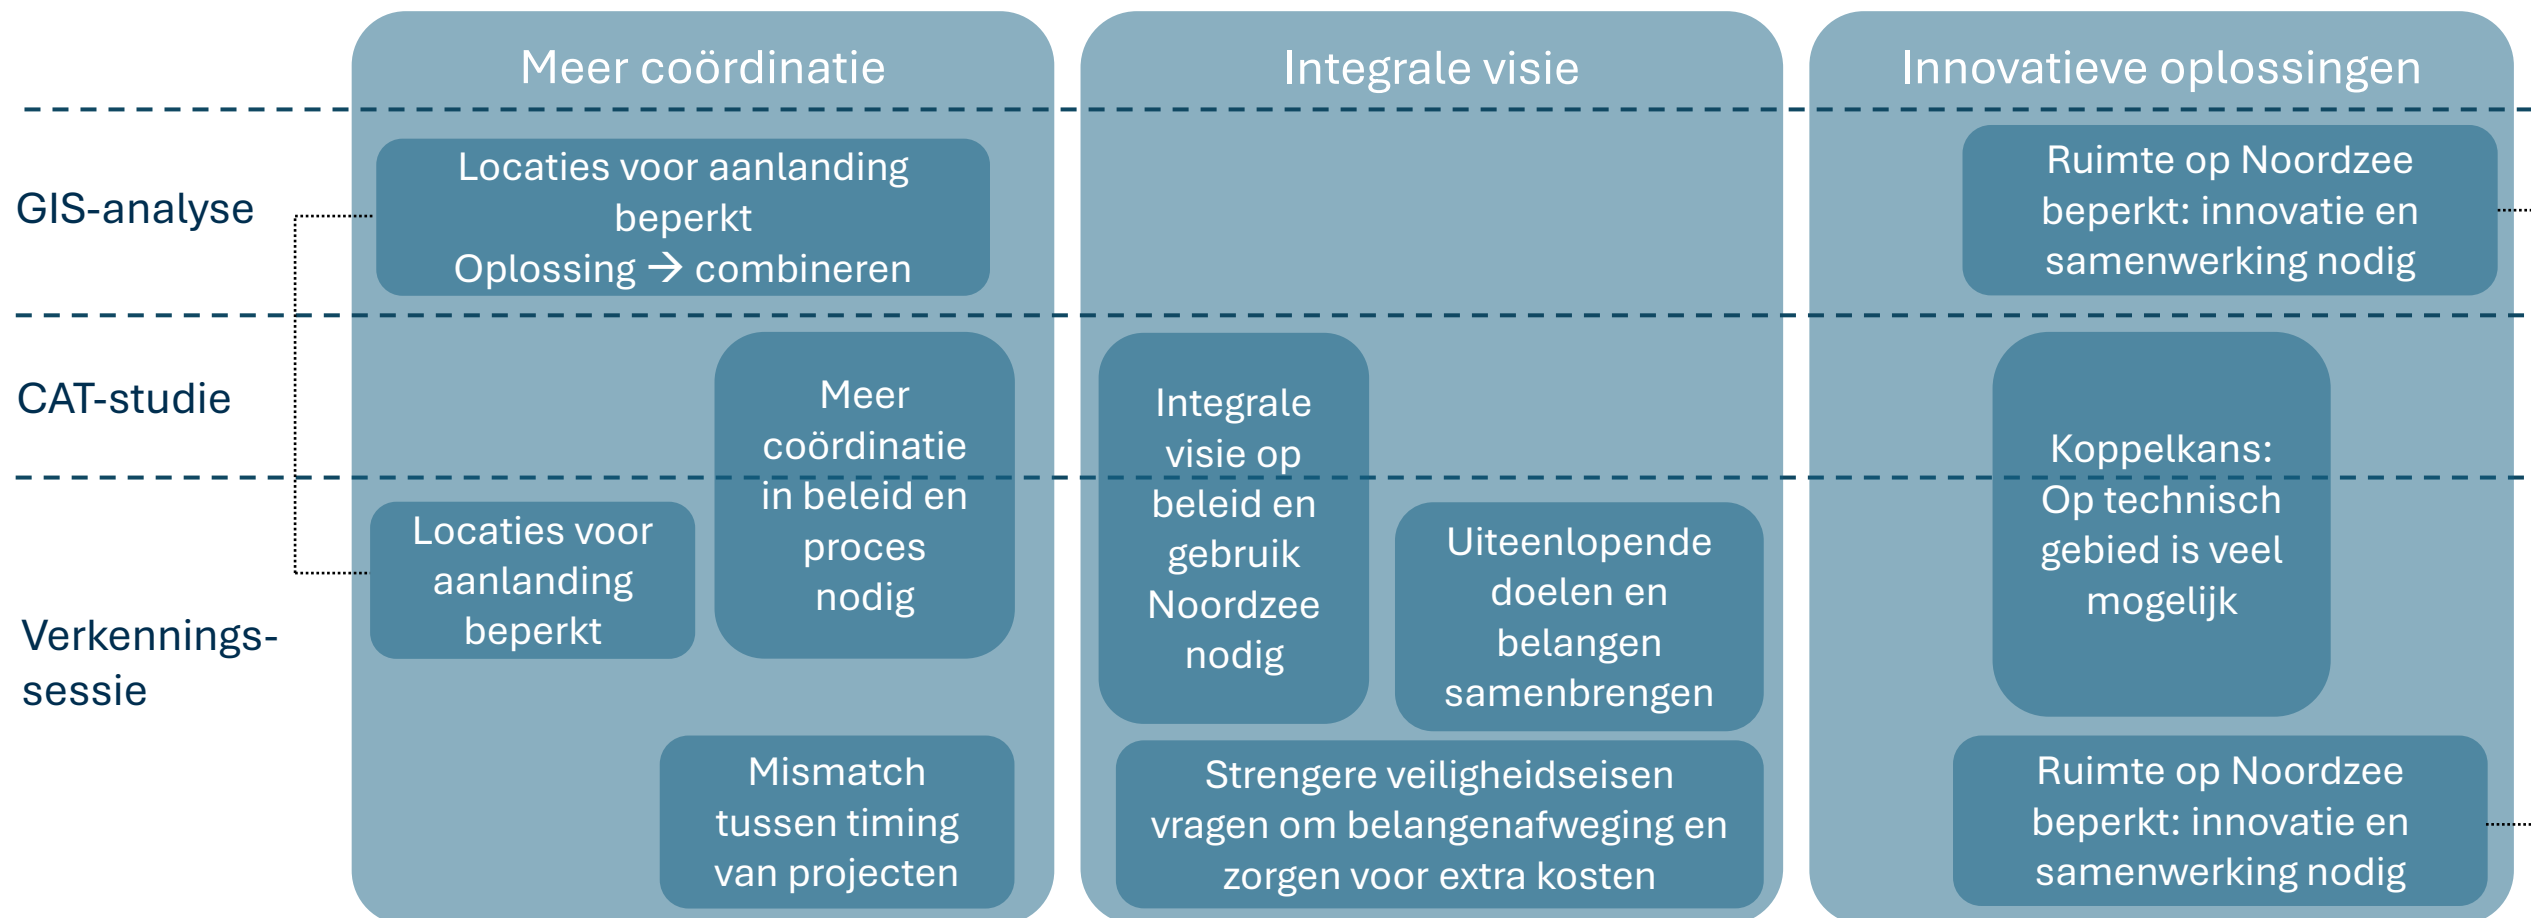 Meer coördinatie
Integrale visie
Innovatieve oplossingen
GIS-analyse
Locaties voor aanlanding
beperkt
Oplossing → combineren
Ruimte op Noordzee
beperkt: innovatie en
samenwerking nodig
CAT-studie
Meer
coördinatie
in beleid en
proces
nodig
Integrale
visie op
beleid en
gebruik
Noordzee
nodig
Koppelkans:
Op technisch
gebied is veel
mogelijk
Verkennings-
sessie
Locaties voor
aanlanding
beperkt
Uiteenlopende
doelen en
belangen
samenbrengen
Mismatch
tussen timing
van projecten
Strengere veiligheidseisen
vragen om belangenafweging en
zorgen voor extra kosten
Ruimte op Noordzee
beperkt: innovatie en
samenwerking nodig